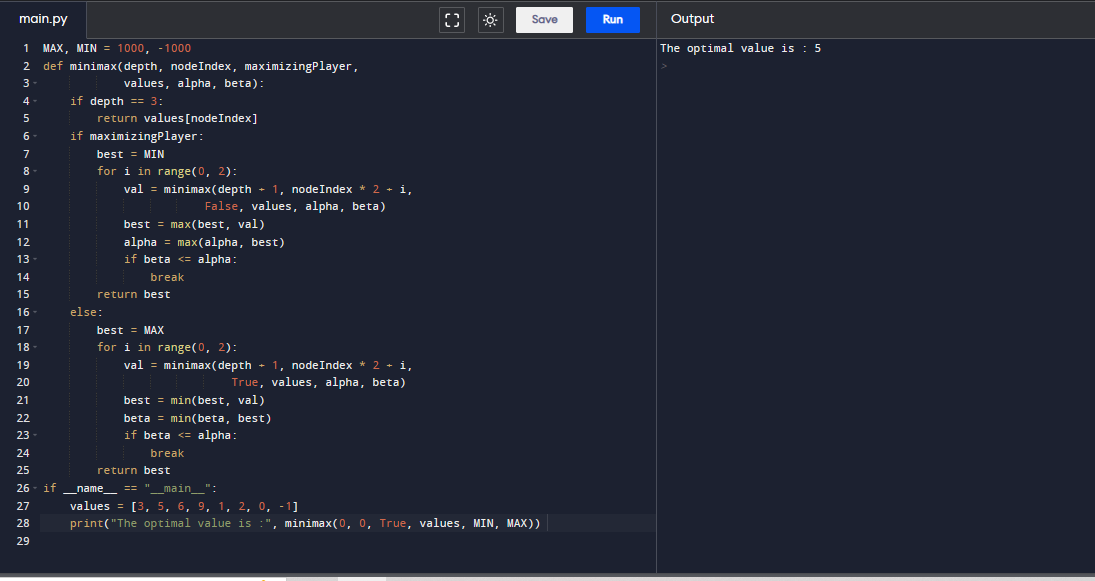 main.py
Save
Run
Output
1 MAX, MIN = 1000, -1000
2 def minimax(depth, nodeIndex, maximizingPlayer,
3 values, alpha, beta):
4 if depth == 3:
5 return values[nodeIndex]
6 if maximizingPlayer:
7 best = MIN
8 for i in range(0, 2):
9 val = minimax(depth + 1, nodeIndex * 2 + i,
10 False, values, alpha, beta)
11 best = max(best, val)
12 alpha = max(alpha, best)
13 if beta <= alpha:
14 break
15 return best
16 else:
17 best = MAX
18 for i in range(0, 2):
19 val = minimax(depth + 1, nodeIndex * 2 + i,
20 True, values, alpha, beta)
21 best = min(best, val)
22 beta = min(beta, best)
23 if beta <= alpha:
24 break
25 return best
26 if __name__ == "__main__":
27 values = [3, 5, 6, 9, 1, 2, 0, -1]
28 print("The optimal value is :", minimax(0, 0, True, values, MIN, MAX))
29
The optimal value is : 5
>